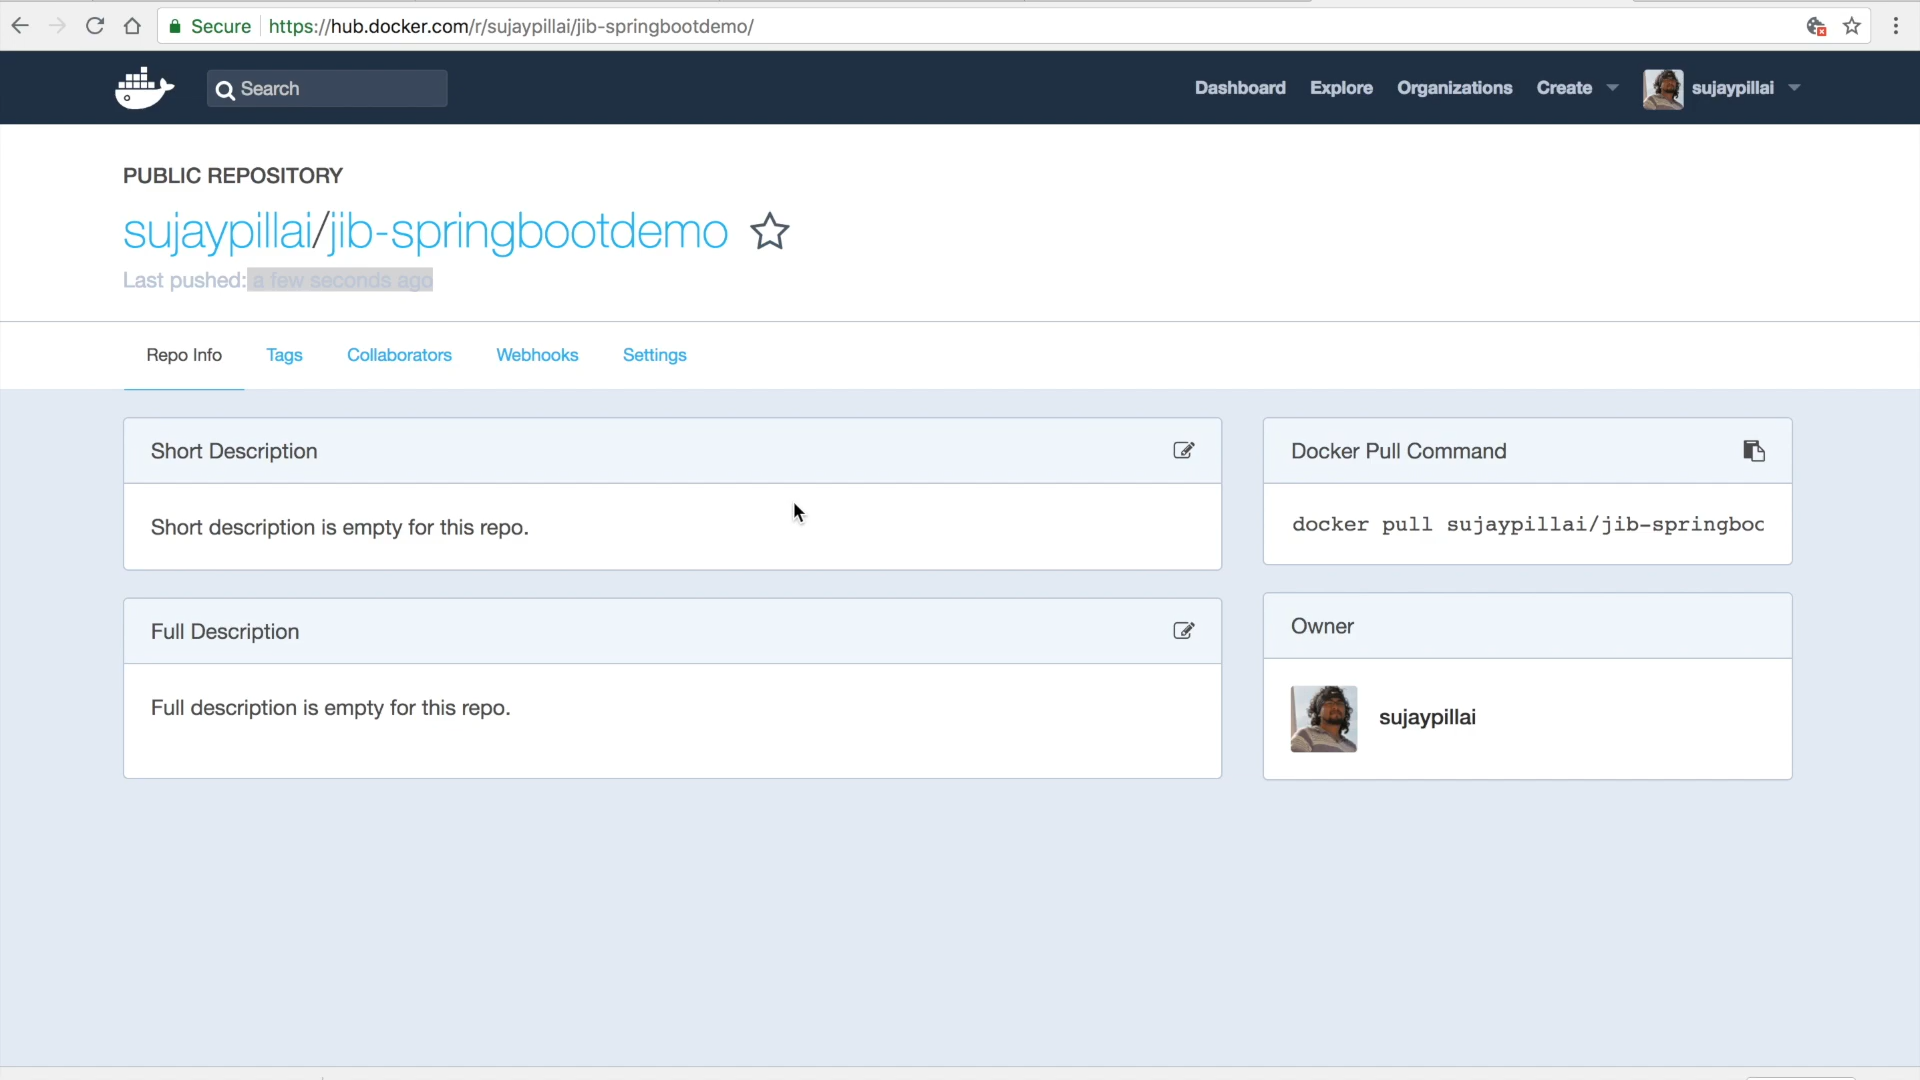 Secure https://hub.docker.com/r/sujaypillai/jib-springbootdemo/
Search Dashboard Explore Organizations Create sujaypillai
PUBLIC REPOSITORY
sujaypillai/jib-springbootdemo
Last pushed: a few seconds ago
Repo Info Tags Collaborators Webhooks Settings
Short Description
Short description is empty for this repo.
Full Description
Full description is empty for this repo.
Docker Pull Command
docker pull sujaypillai/jib-springboc
Owner
sujaypillai